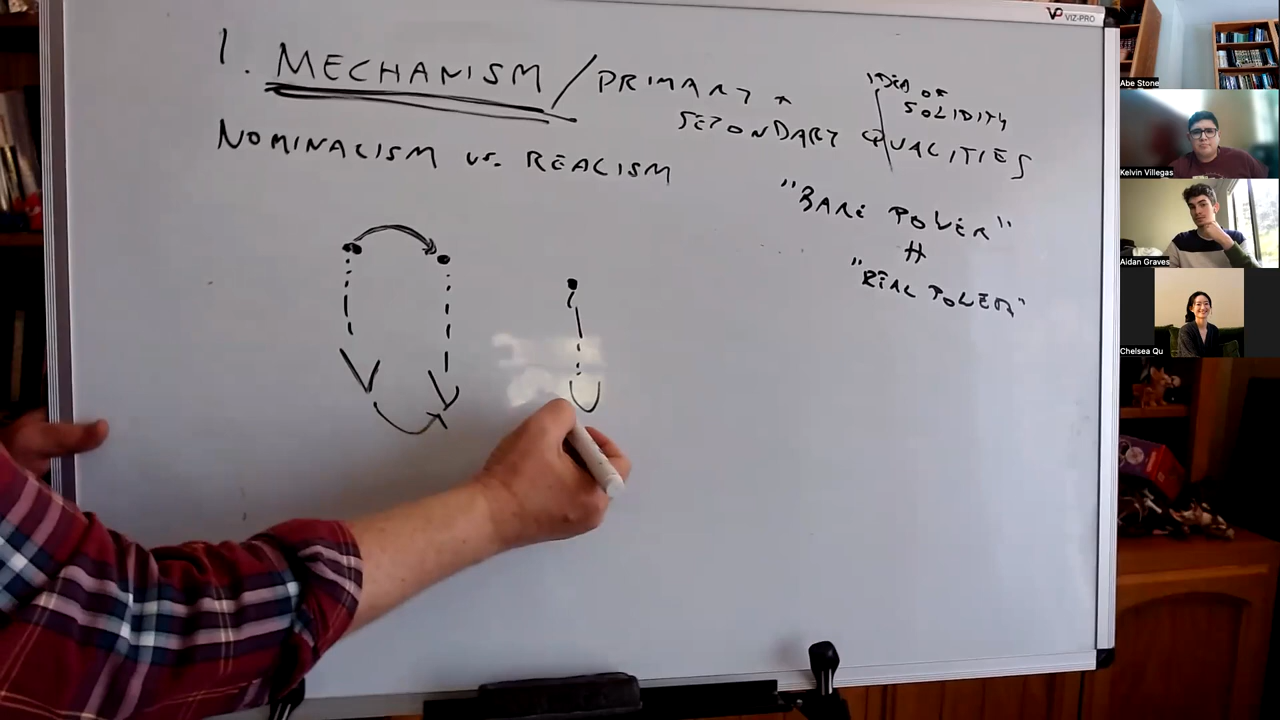 1. MECHANISM / PRIMARY +
SECONDARY QUALITIES
IDEA OF
SOLIDITY
NOMINALISM vs. REALISM
"BARE POWER"
"REAL POWER"
VP VIZ-PRO
Abe Stone
Kelvin Villegas
Aidan Graves
Chelsea Qu